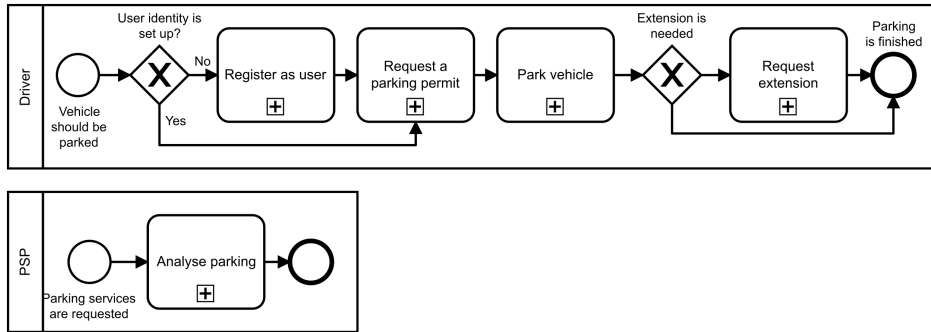 Driver
Vehicle
should be
parked
User identity is
set up?
No
Yes
Register as user
Request a
parking permit
Park vehicle
Extension is
needed
Request
extension
Parking
is finished
PSP
Parking services
are requested
Analyse parking